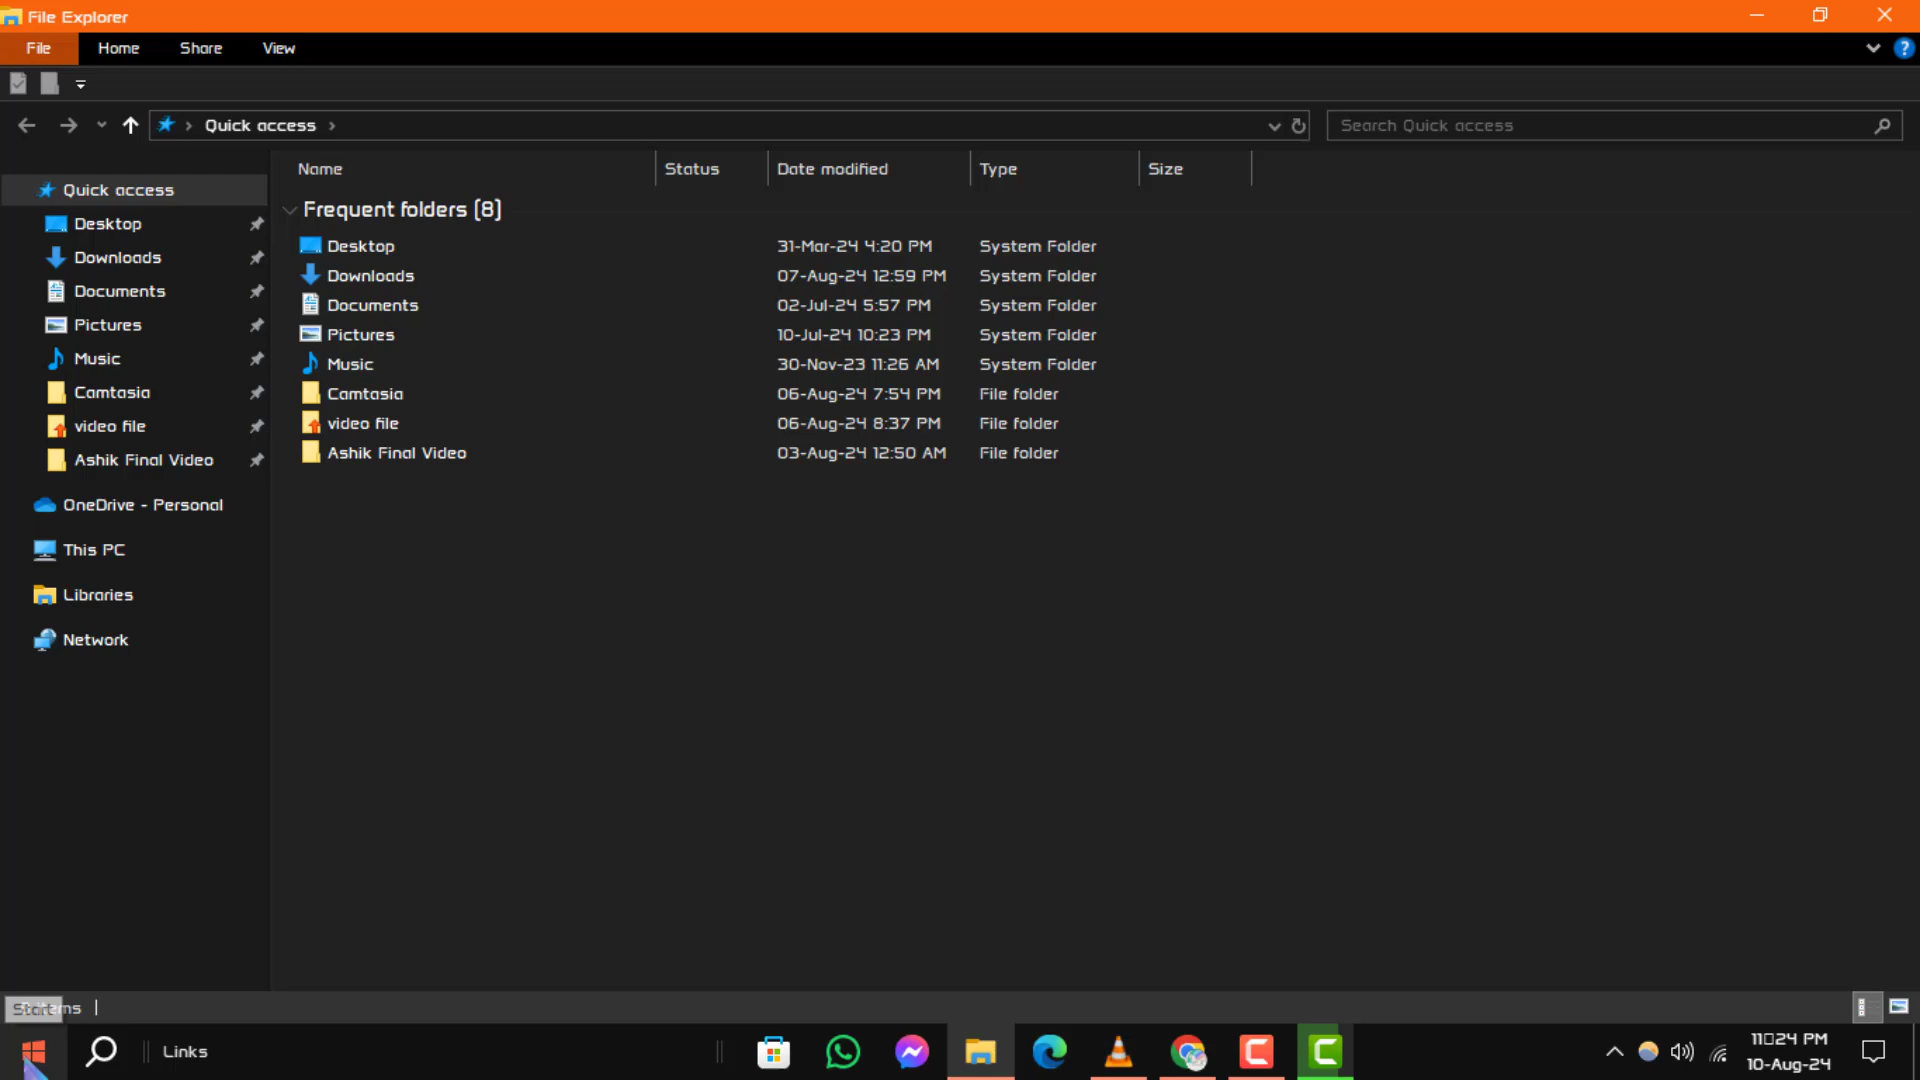 File Explorer
File Home Share View
Quick access
Search Quick access
Name Status Date modified Type Size
Quick access
Desktop
Downloads
Documents
Pictures
Music
Camtasia
video file
Ashik Final Video
OneDrive - Personal
This PC
Libraries
Network
Frequent folders (8)
Desktop 31-Mar-24 4:20 PM System Folder
Downloads 07-Aug-24 12:59 PM System Folder
Documents 02-Jul-24 5:57 PM System Folder
Pictures 10-Jul-24 10:23 PM System Folder
Music 30-Nov-23 11:26 AM System Folder
Camtasia 06-Aug-24 7:54 PM File folder
video file 06-Aug-24 8:37 PM File folder
Ashik Final Video 03-Aug-24 12:50 AM File folder
Start
Links
11□24 PM
10-Aug-24